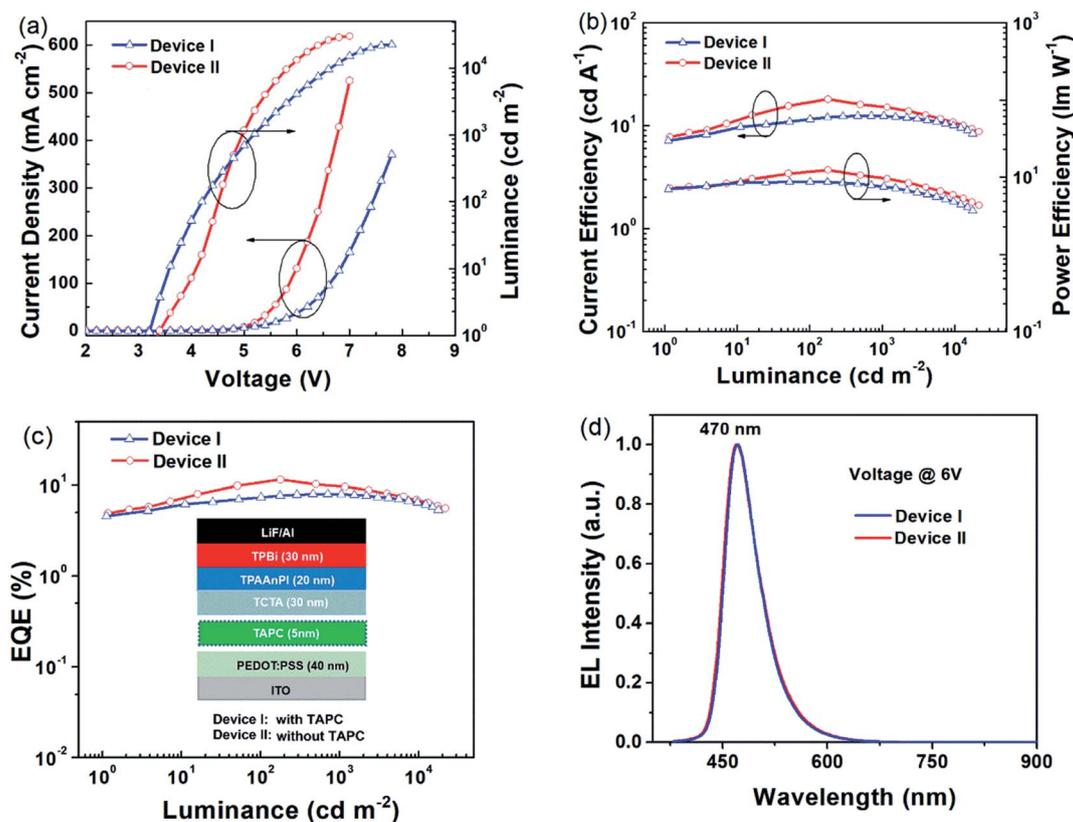 (a)
Current Density (mA cm⁻²)
600
500
400
300
200
100
0
Device I
Device II
10⁴
10³
10²
10¹
10⁰
Luminance (cd m⁻²)
2 3 4 5 6 7 8 9
Voltage (V)
(b)
Current Efficiency (cd A⁻¹)
10²
10¹
10⁰
10⁻¹
Device I
Device II
10³
10²
10¹
10⁰
10⁻¹
Power Efficiency (lm W⁻¹)
10⁰ 10¹ 10² 10³ 10⁴
Luminance (cd m⁻²)
(c)
EQE (%)
10¹
10⁰
10⁻¹
10⁻²
Device I
Device II
LiF/Al
TPBi (30 nm)
TPAAnPI (20 nm)
TCTA (30 nm)
TAPC (5nm)
PEDOT:PSS (40 nm)
ITO
Device I: with TAPC
Device II: without TAPC
10⁰ 10¹ 10² 10³ 10⁴
Luminance (cd m⁻²)
(d)
EL Intensity (a.u.)
1.0
0.8
0.6
0.4
0.2
0.0
470 nm
Voltage @ 6V
Device I
Device II
450 600 750 900
Wavelength (nm)